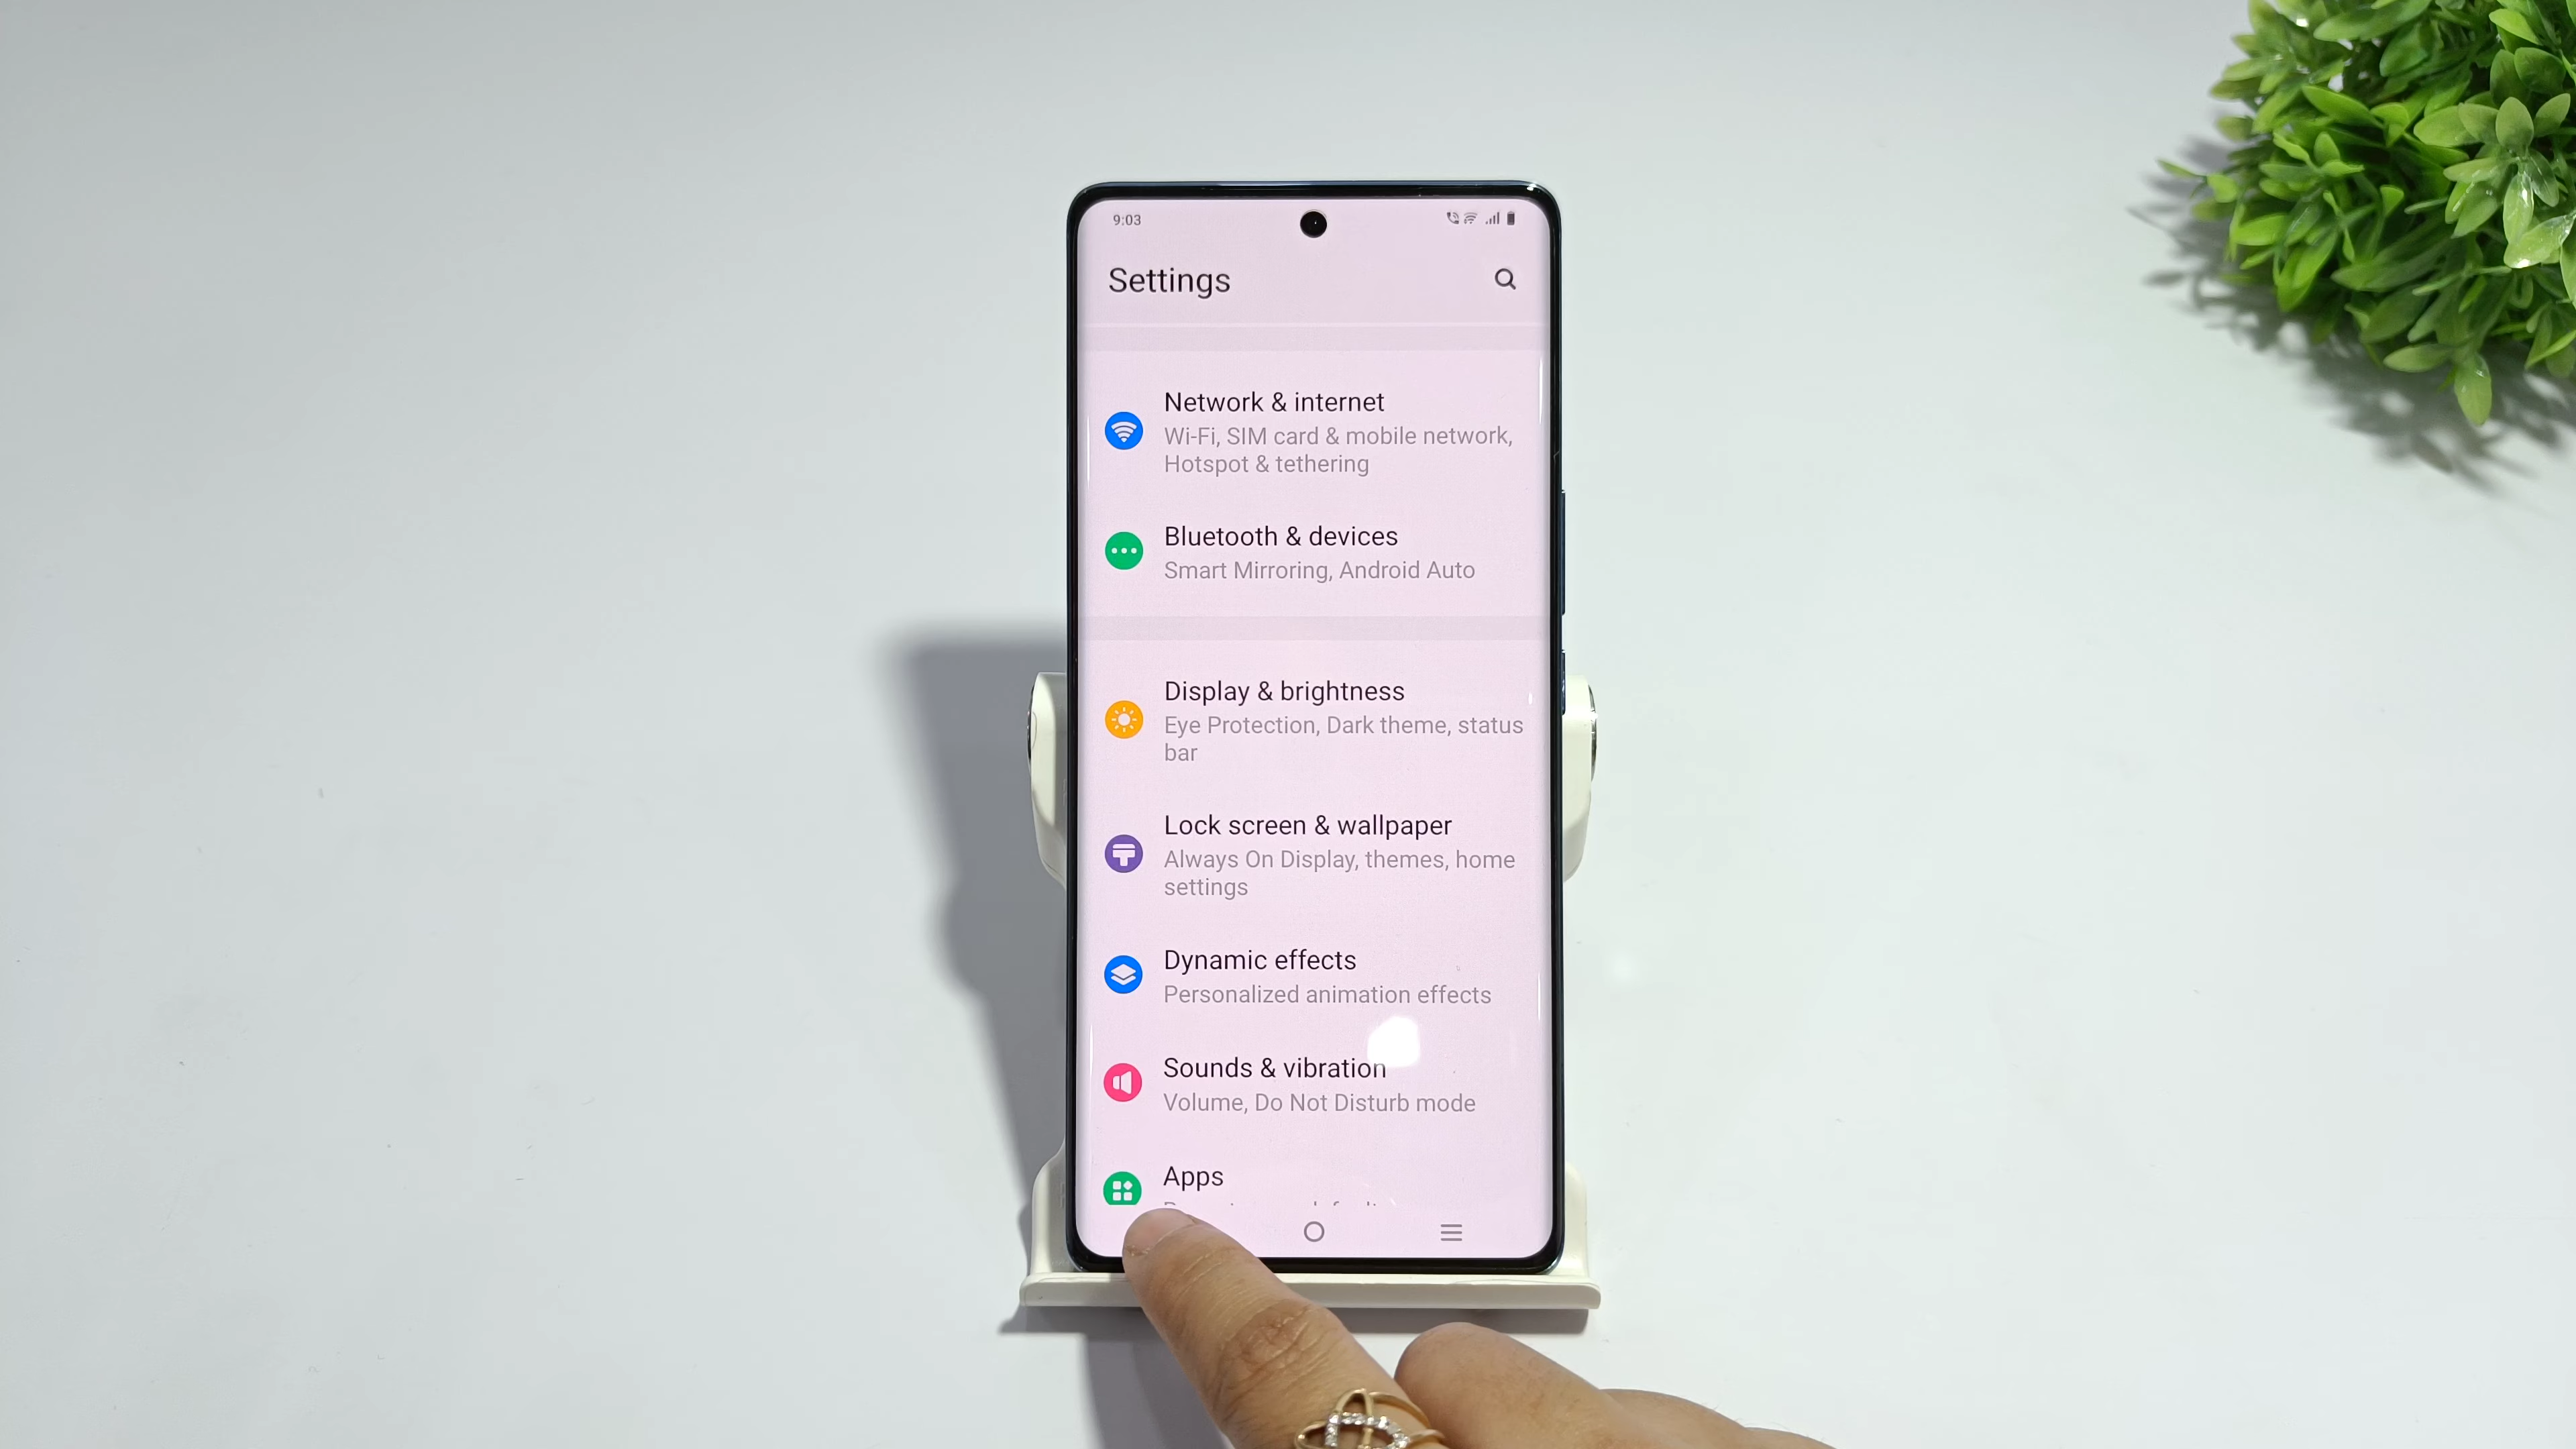 9:03
Settings
Network & internet
Wi-Fi, SIM card & mobile network,
Hotspot & tethering
Bluetooth & devices
Smart Mirroring, Android Auto
Display & brightness
Eye Protection, Dark theme, status
bar
Lock screen & wallpaper
Always On Display, themes, home
settings
Dynamic effects
Personalized animation effects
Sounds & vibration
Volume, Do Not Disturb mode
Apps